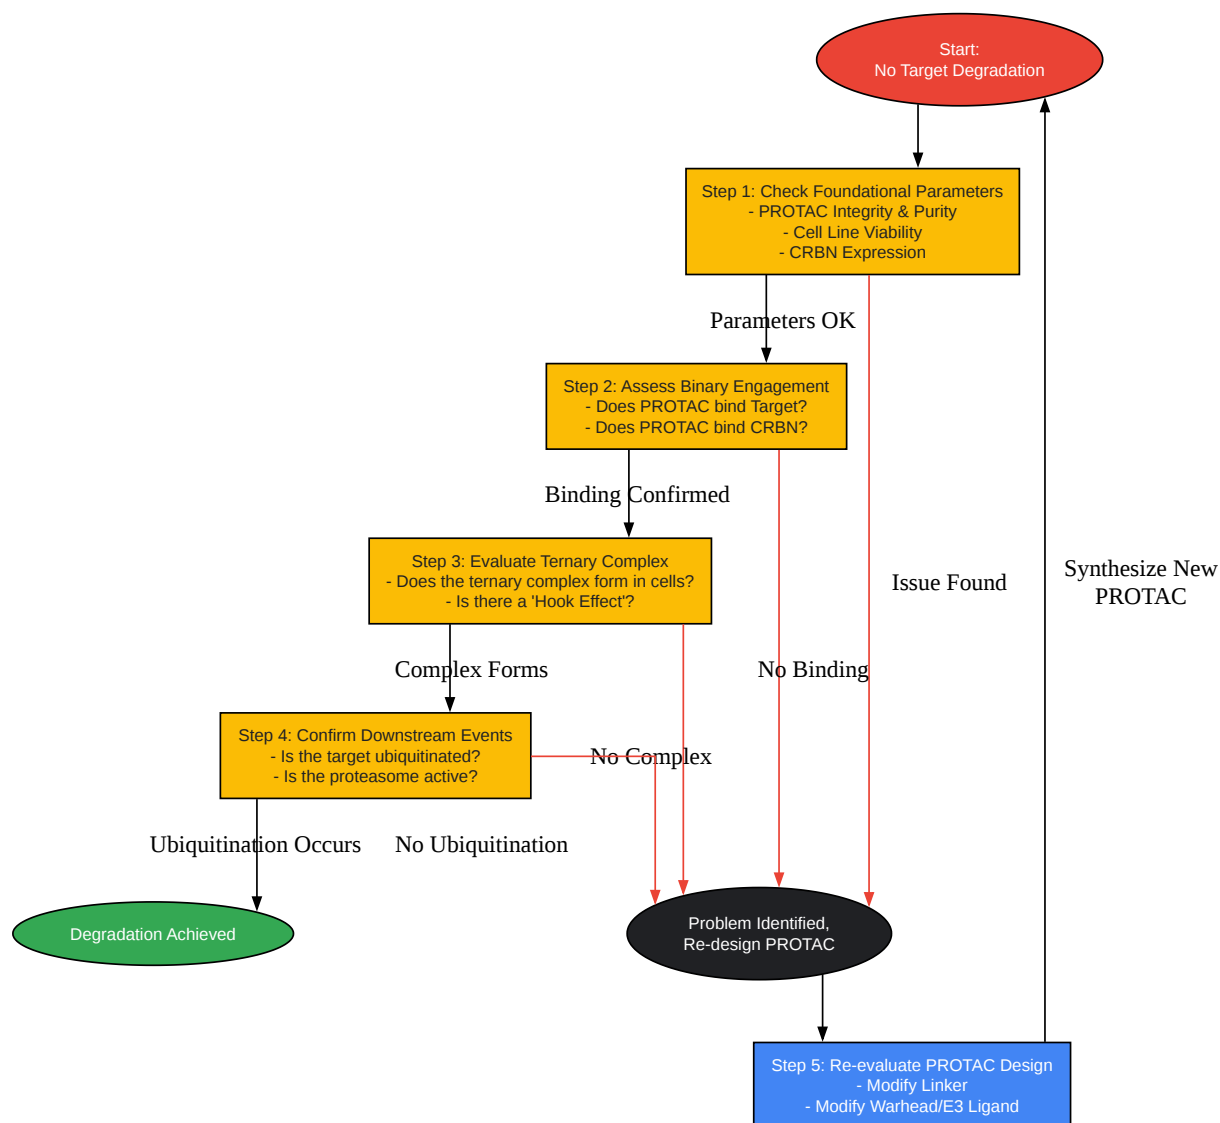 Start:
No Target Degradation
Step 1: Check Foundational Parameters
- PROTAC Integrity & Purity
- Cell Line Viability
- CRBN Expression
Parameters OK
Step 2: Assess Binary Engagement
- Does PROTAC bind Target?
- Does PROTAC bind CRBN?
Binding Confirmed
Step 3: Evaluate Ternary Complex
- Does the ternary complex form in cells?
- Is there a 'Hook Effect'?
Issue Found
Synthesize New
PROTAC
Complex Forms
No Binding
Step 4: Confirm Downstream Events
- Is the target ubiquitinated?
- Is the proteasome active?
No Complex
Ubiquitination Occurs
No Ubiquitination
Degradation Achieved
Problem Identified,
Re-design PROTAC
Step 5: Re-evaluate PROTAC Design
- Modify Linker
- Modify Warhead/E3 Ligand